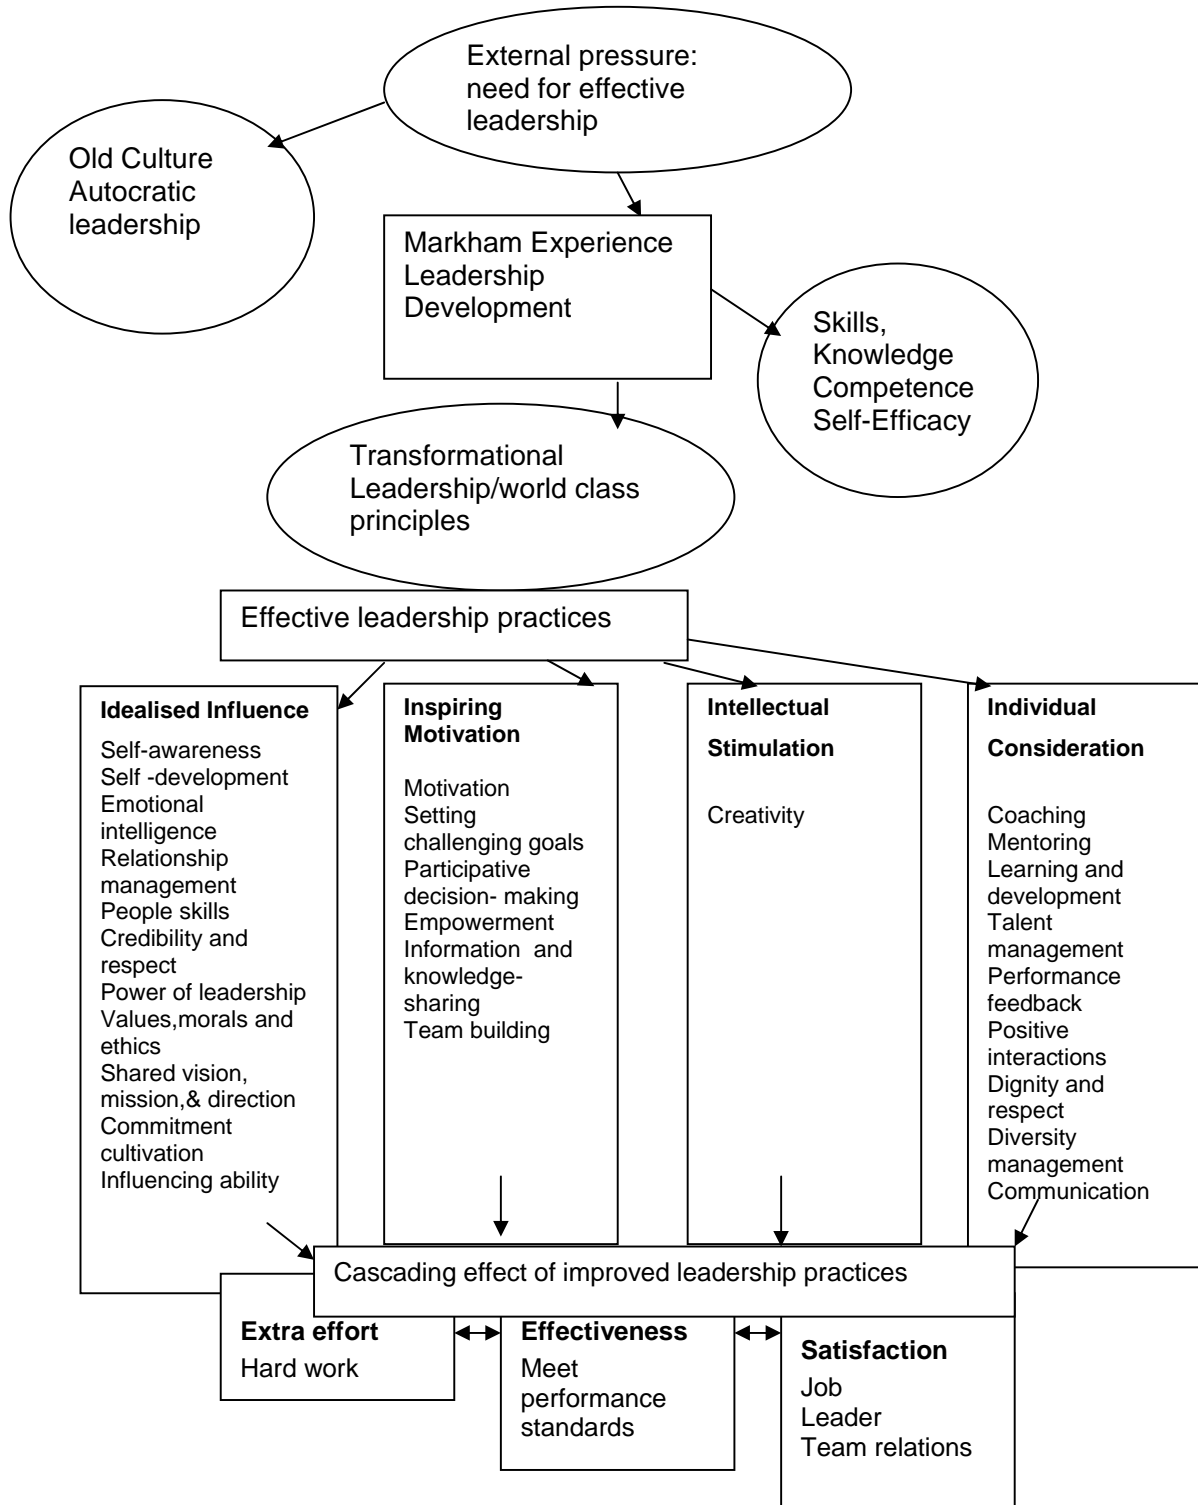 External pressure:
need for effective
leadership
Old Culture
Autocratic
leadership
Markham Experience
Leadership
Development
Skills,
Knowledge
Competence
Self-Efficacy
Transformational
Leadership/world class
principles
Effective leadership practices
Idealised Influence
Self-awareness
Self -development
Emotional
intelligence
Relationship
management
People skills
Credibility and
respect
Power of leadership
Values,morals and
ethics
Shared vision,
mission,& direction
Commitment
cultivation
Influencing ability
Inspiring
Motivation
Motivation
Setting
challenging goals
Participative
decision- making
Empowerment
Information  and
knowledge-
sharing
Team building
Intellectual
Stimulation
Creativity
Individual
Consideration
Coaching
Mentoring
Learning and
development
Talent
management
Performance
feedback
Positive
interactions
Dignity and
respect
Diversity
management
Communication
Cascading effect of improved leadership practices
Extra effort
Hard work
Effectiveness
Meet
performance
standards
Satisfaction
Job
Leader
Team relations